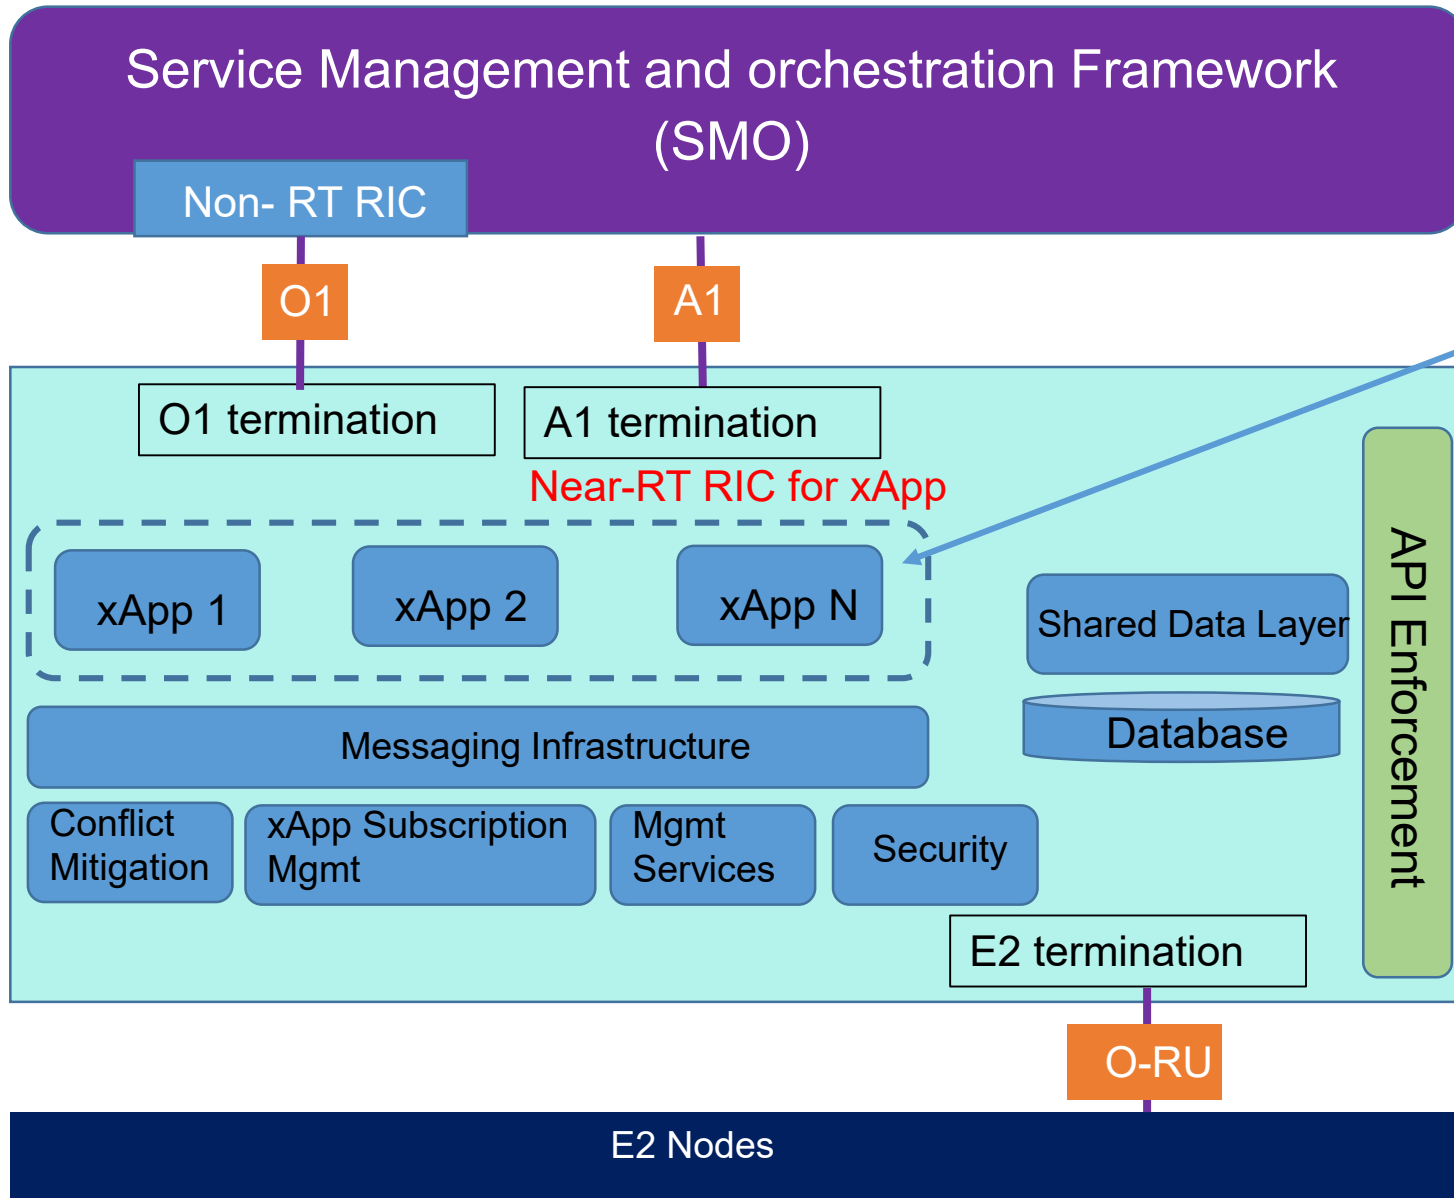 Service Management and orchestration Framework
(SMO)
Non- RT RIC
O1
A1
O1 termination
A1 termination
Near-RT RIC for xApp
xApp 1
xApp 2
xApp N
Shared Data Layer
Database
API Enforcement
Messaging Infrastructure
Conflict
Mitigation
xApp Subscription
Mgmt
Mgmt
Services
Security
E2 termination
O-RU
E2 Nodes